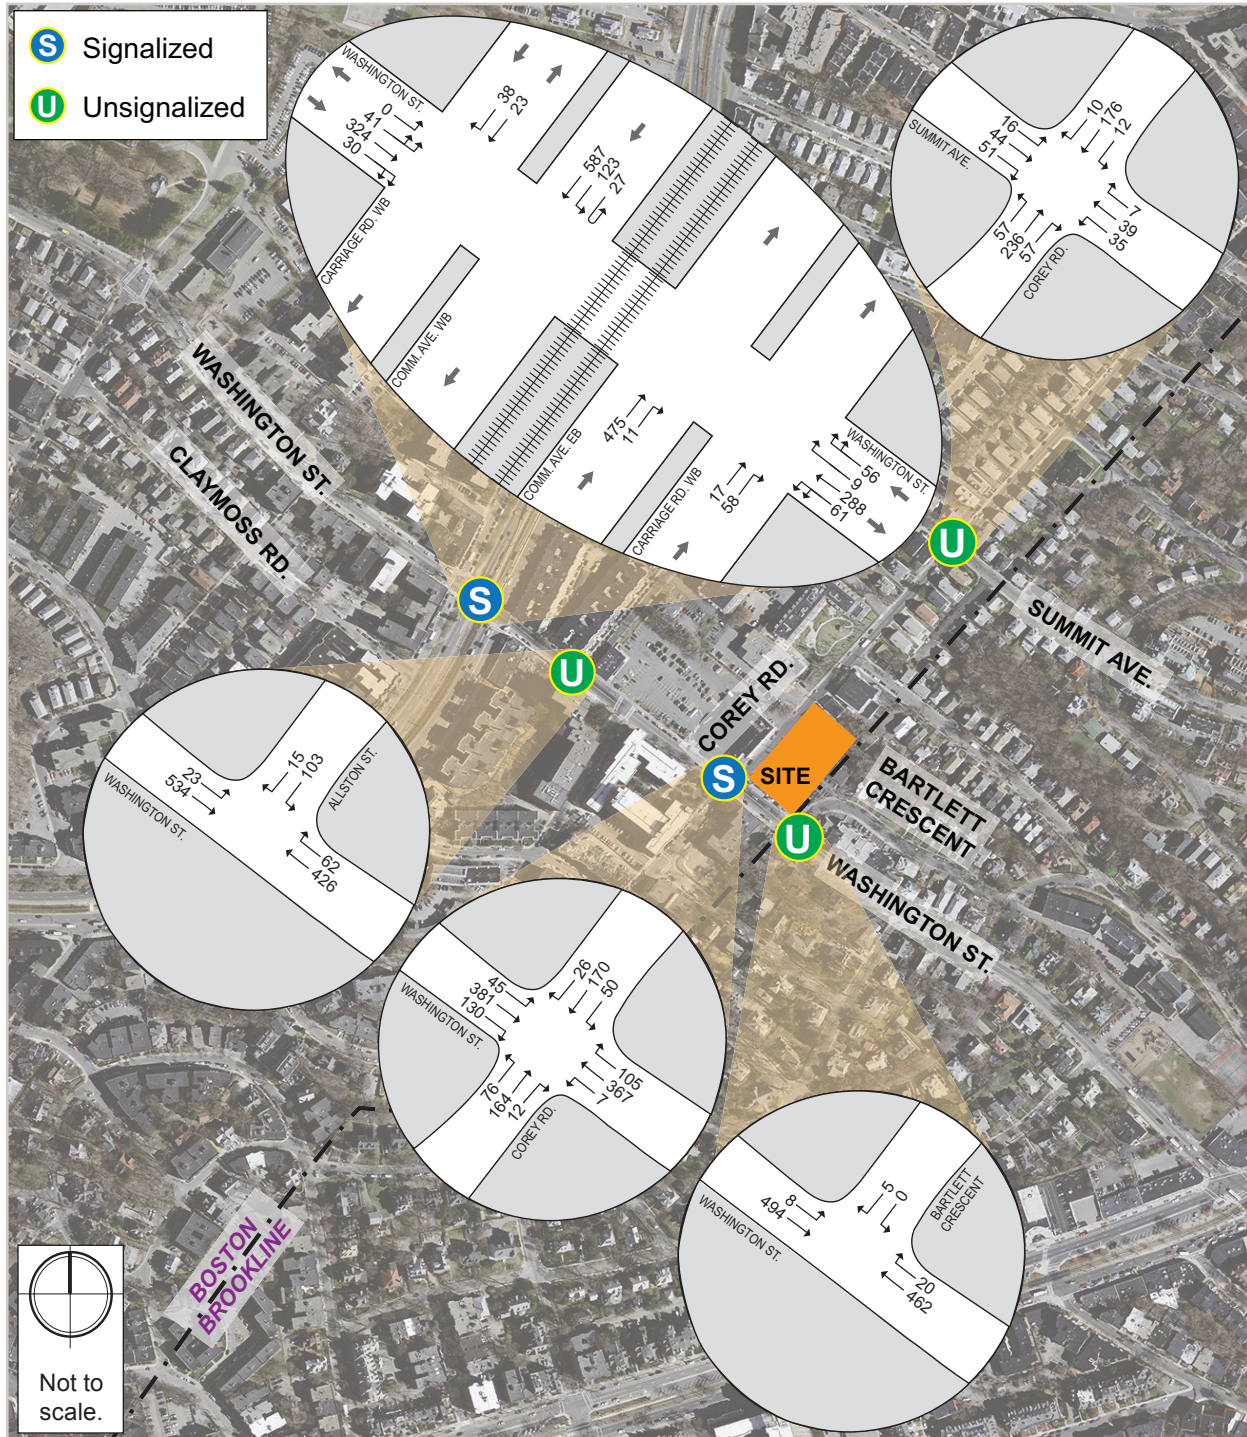 S Signalized
U Unsignalized
WASHINGTON ST.
0
41
324
30
38
23
587
123
27
CARRIAGE RD. WB
COMM. AVE. WB
COMM. AVE. EB
475
11
CARRIAGE RD. WB
17
58
WASHINGTON ST.
56
9
288
61
SUMMIT AVE.
16
44
51
10
176
12
7
39
35
57
236
57
COREY RD.
WASHINGTON ST.
CLAYMOSS RD.
S
U
U
SUMMIT AVE.
COREY RD.
S
SITE
U
BARTLETT
CRESCENT
WASHINGTON ST.
23
534
WASHINGTON ST.
15
103
ALLSTON ST.
62
426
45
381
130
WASHINGTON ST.
26
170
50
105
367
7
76
164
12
COREY RD.
8
494
WASHINGTON ST.
5
0
BARTLETT
CRESCENT
20
462
BOSTON
BROOKLINE
Not to
scale.